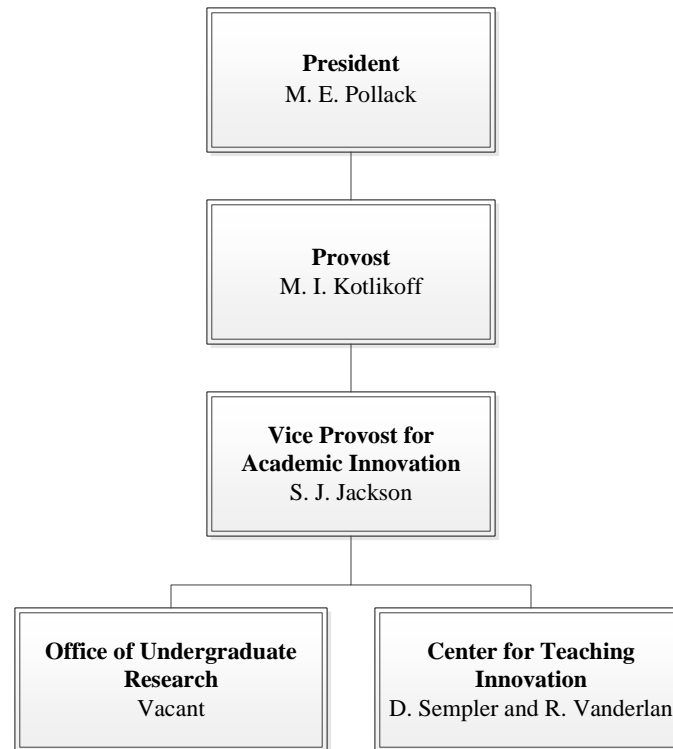 President
M. E. Pollack
Provost
M. I. Kotlikoff
Vice Provost for
Academic Innovation
S. J. Jackson
Office of Undergraduate
Research
Vacant
Center for Teaching
Innovation
D. Sempler and R. Vanderlan